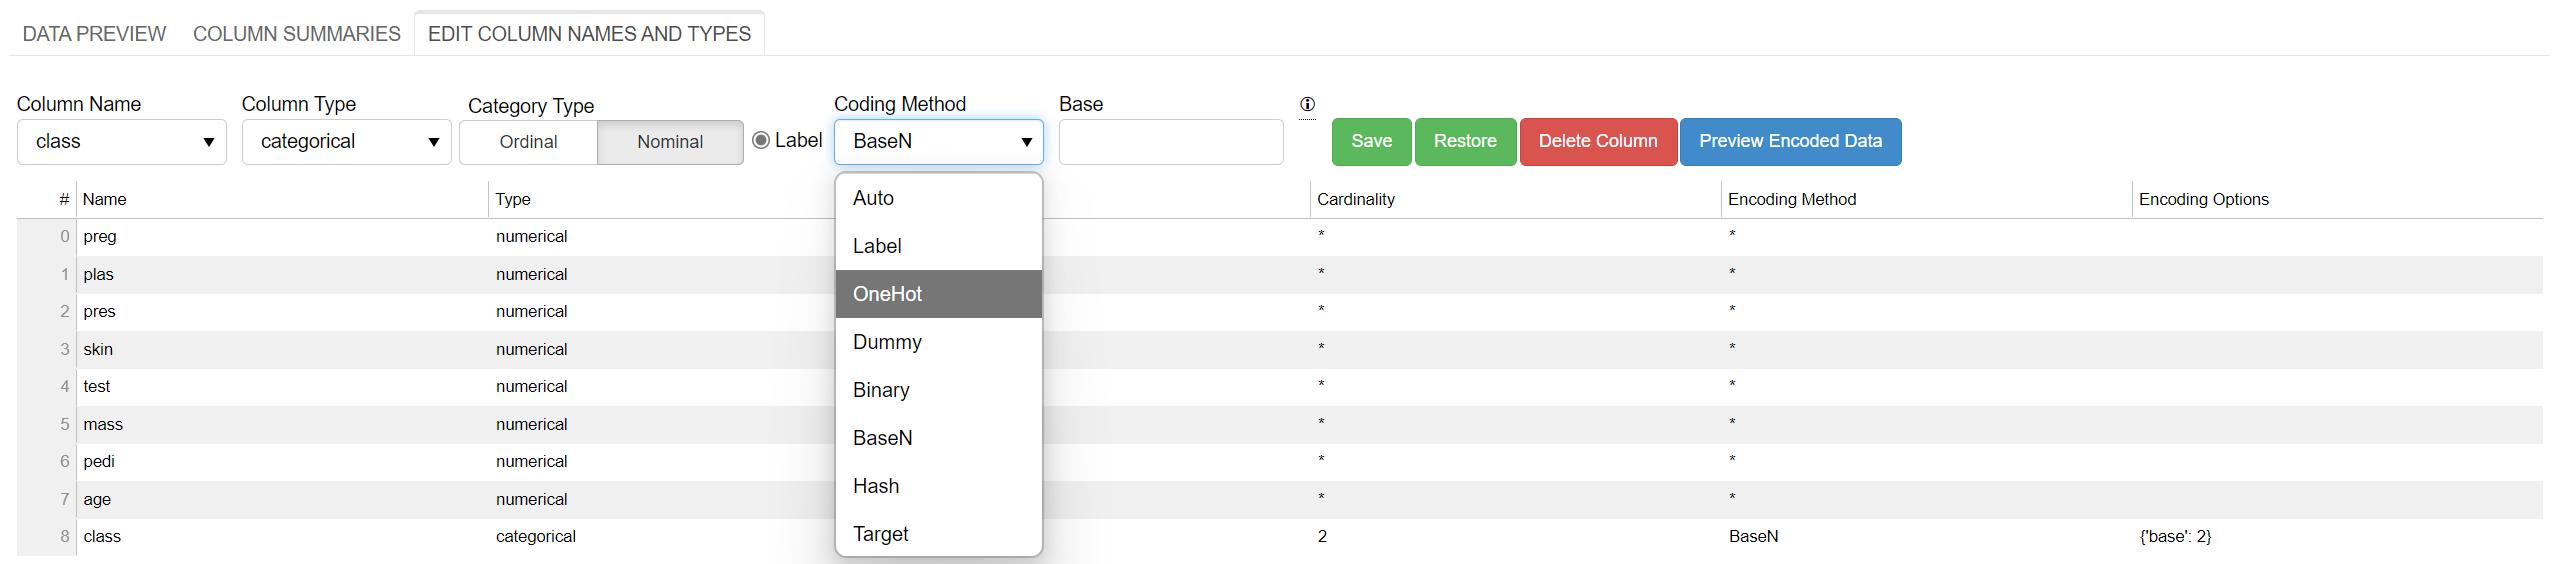 DATA PREVIEW COLUMN SUMMARIES EDIT COLUMN NAMES AND TYPES
Column Name Column Type Category Type Coding Method Base
class categorical Ordinal Nominal Label BaseN Save Restore Delete Column Preview Encoded Data
Auto
Label
OneHot
Dummy
Binary
BaseN
Hash
Target
# Name Type Cardinality Encoding Method Encoding Options
0 preg numerical * *
1 plas numerical * *
2 pres numerical * *
3 skin numerical * *
4 test numerical * *
5 mass numerical * *
6 pedi numerical * *
7 age numerical * *
8 class categorical 2 BaseN {'base': 2}